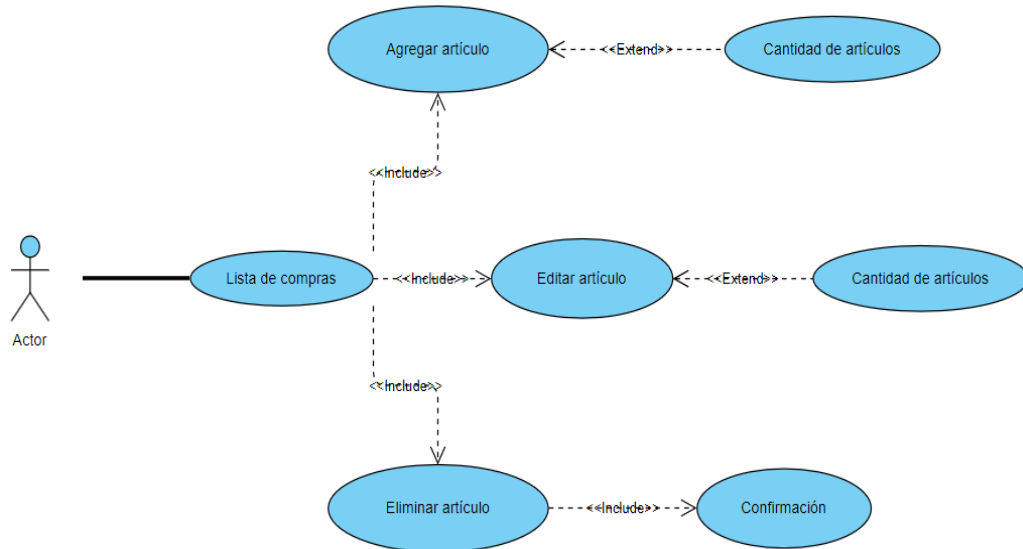 Agregar artículo
<<Extend>>
Cantidad de artículos
<<Include>>
Lista de compras
<<Include>>
Editar artículo
<<Extend>>
Cantidad de artículos
Actor
<<Include>>
Eliminar artículo
<<Include>>
Confirmación